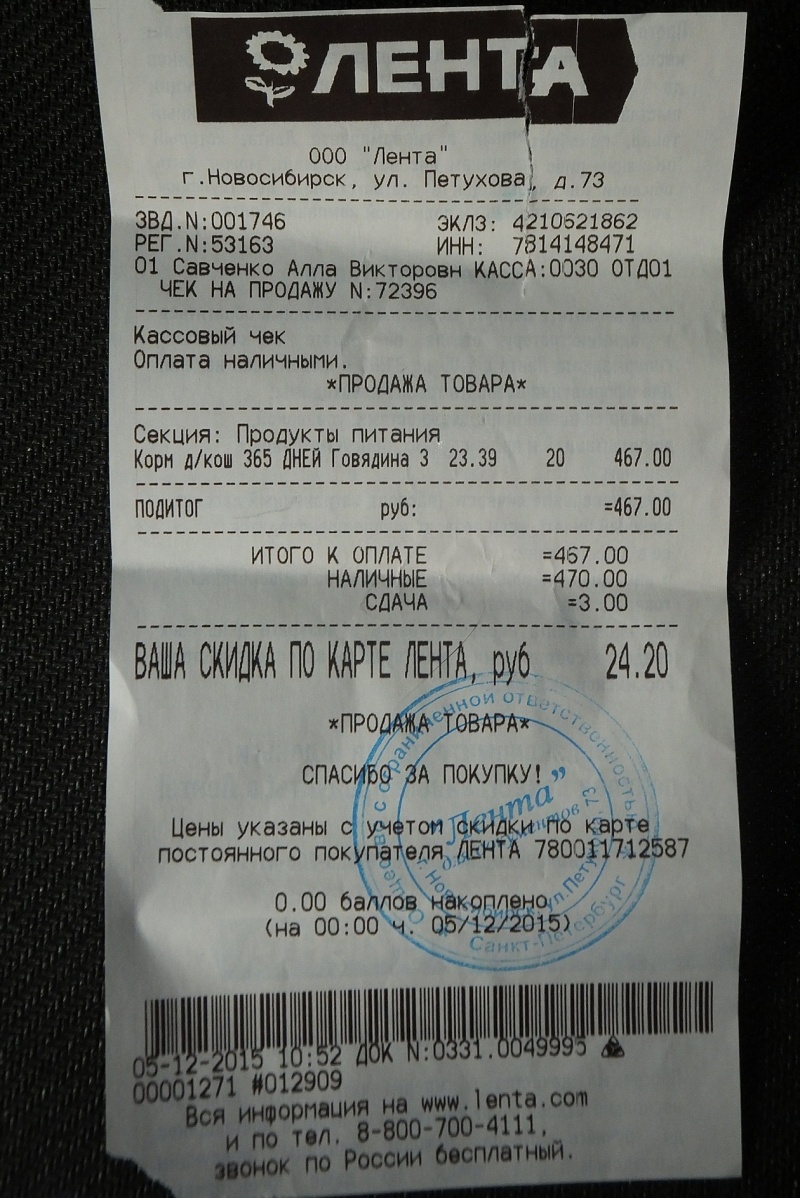 ЛЕНТА
ООО "Лента"
г.Новосибирск, ул. Петухова, д.73
ЗВД.N:001746 ЭКЛЗ: 4210621862
РЕГ.N:53163 ИНН: 7814148471
01 Савченко Алла Викторовн КАССА:0030 ОТД01
ЧЕК НА ПРОДАЖУ N:72396
Кассовый чек
Оплата наличными.
*ПРОДАЖА ТОВАРА*
Секция: Продукты питания
Корм д/кош 365 ДНЕЙ Говядина 3 23.39 20 467.00
ПОДИТОГ руб: =467.00
ИТОГО К ОПЛАТЕ =467.00
НАЛИЧНЫЕ =470.00
СДАЧА =3.00
ВАША СКИДКА ПО КАРТЕ ЛЕНТА, руб 24.20
*ПРОДАЖА ТОВАРА*
СПАСИБО ЗА ПОКУПКУ!
Цены указаны с учетом скидки по карте
постоянного покупателя ЛЕНТА 780011712587
0.00 баллов накоплено
(на 00:00 ч. 05/12/2015)
Общество с ограниченной ответственностью
"Лента"
Санкт-Петербург
05-12-2015 10:52 ДОК N:0331.0049995
00001271 #012909
Вся информация на www.lenta.com
и по тел. 8-800-700-4111,
звонок по России бесплатный.